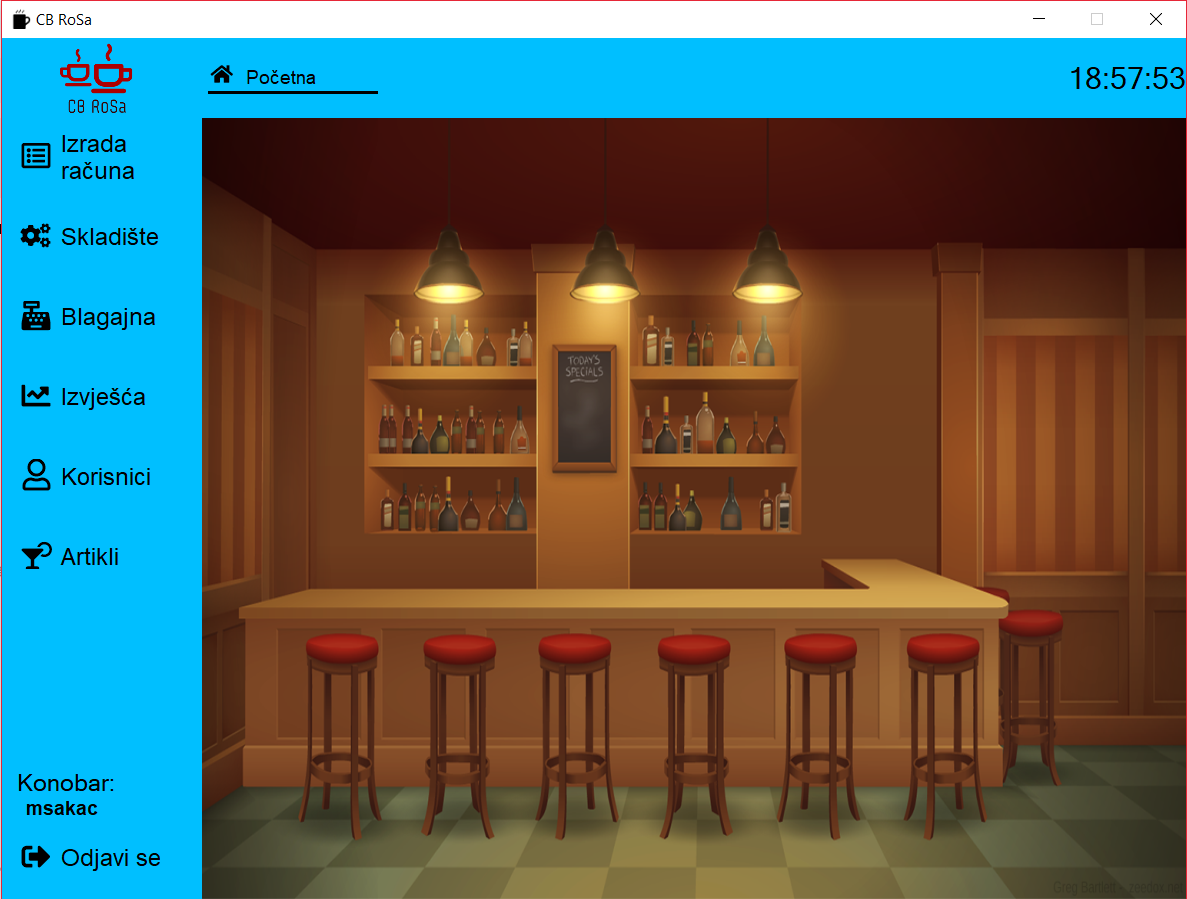 CB RoSa
CB RoSa
Početna
18:57:53
Izrada
računa
Skladište
Blagajna
Izvješća
Korisnici
Artikli
TODAY'S
SPECIALS
Konobar:
msakac
Odjavi se